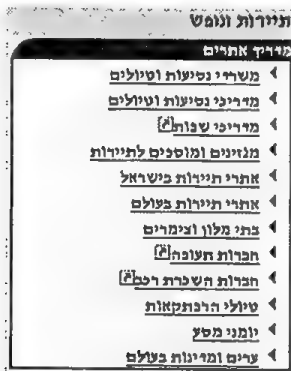 תיירות ונופש
מדריך אתרים
משרדי נסיעות וטיולים
מדריכי נסיעות וטיולים
מדריכי שכות
מגזינים ומוספים לתיירות
אתרי תיירות בישראל
אתרי תיירות בעולם
בתי מלון וצימרים
חברות תעופה
חברות השכרת רכב
טיולי הרפתקאות
יומני מסע
ערים ומדינות בעולם